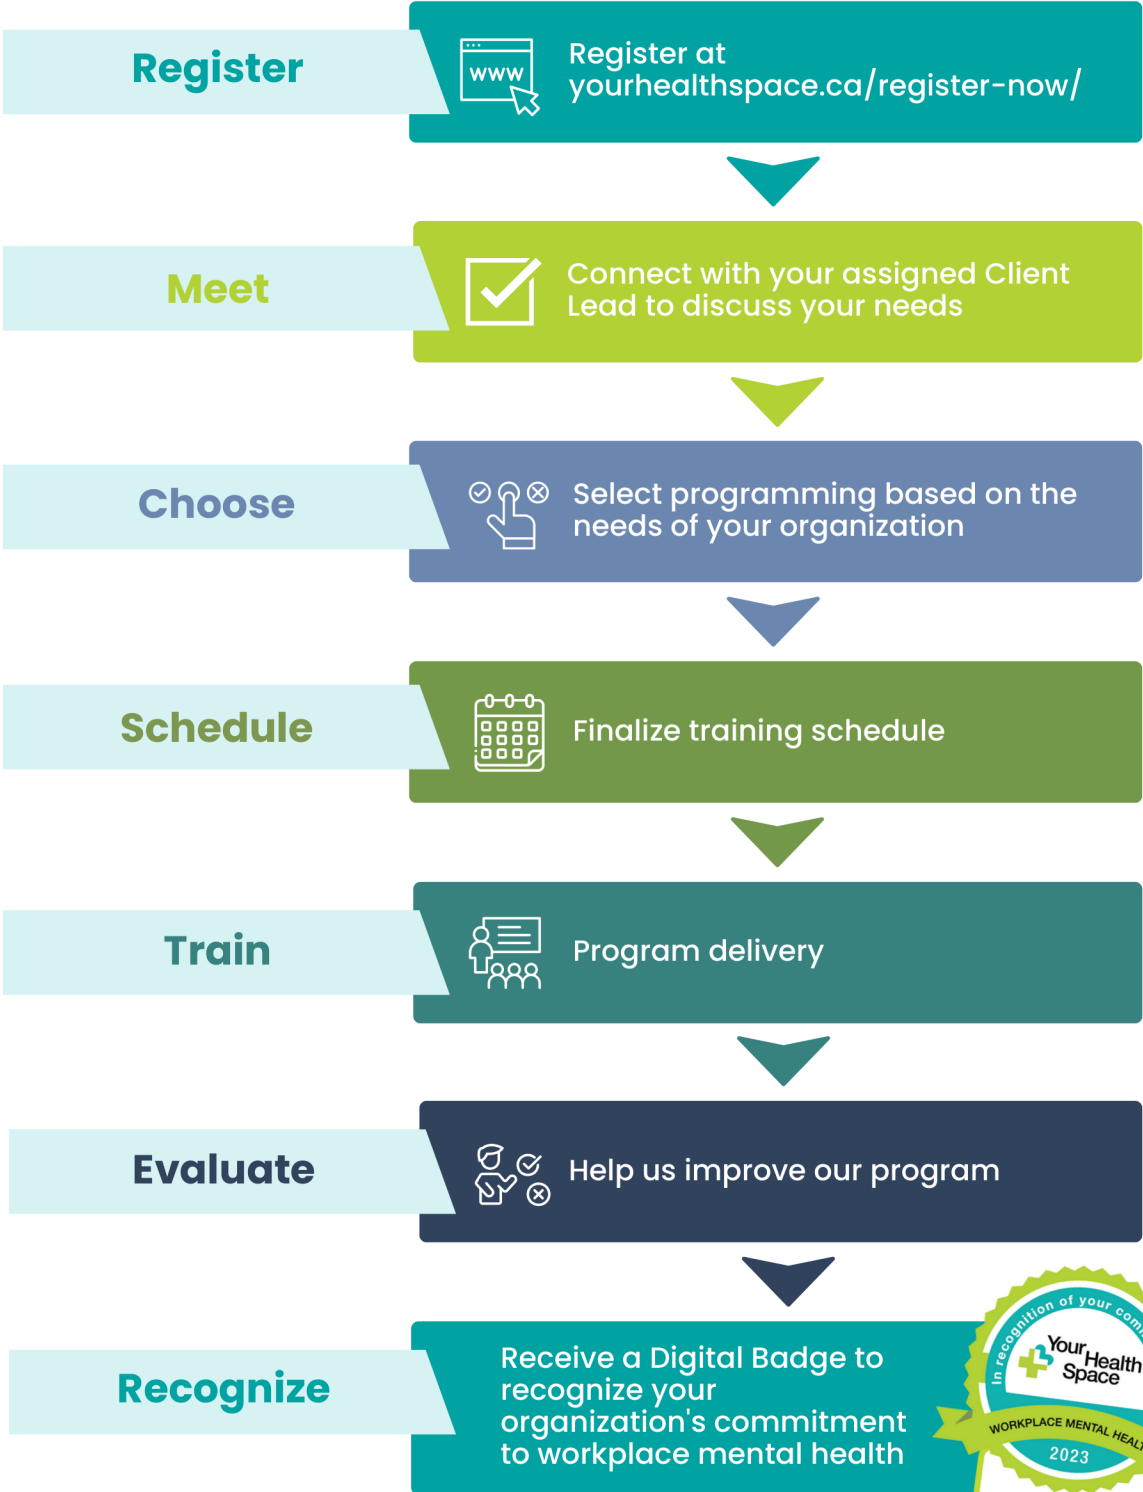 Register
www
Register at
yourhealthspace.ca/register-now/
Meet
Connect with your assigned Client
Lead to discuss your needs
Choose
Select programming based on the
needs of your organization
Schedule
Finalize training schedule
Train
Program delivery
Evaluate
Help us improve our program
Recognize
Receive a Digital Badge to
recognize your
organization's commitment
to workplace mental health
In recognition of your
Your Health
Space
WORKPLACE MENTAL
2023